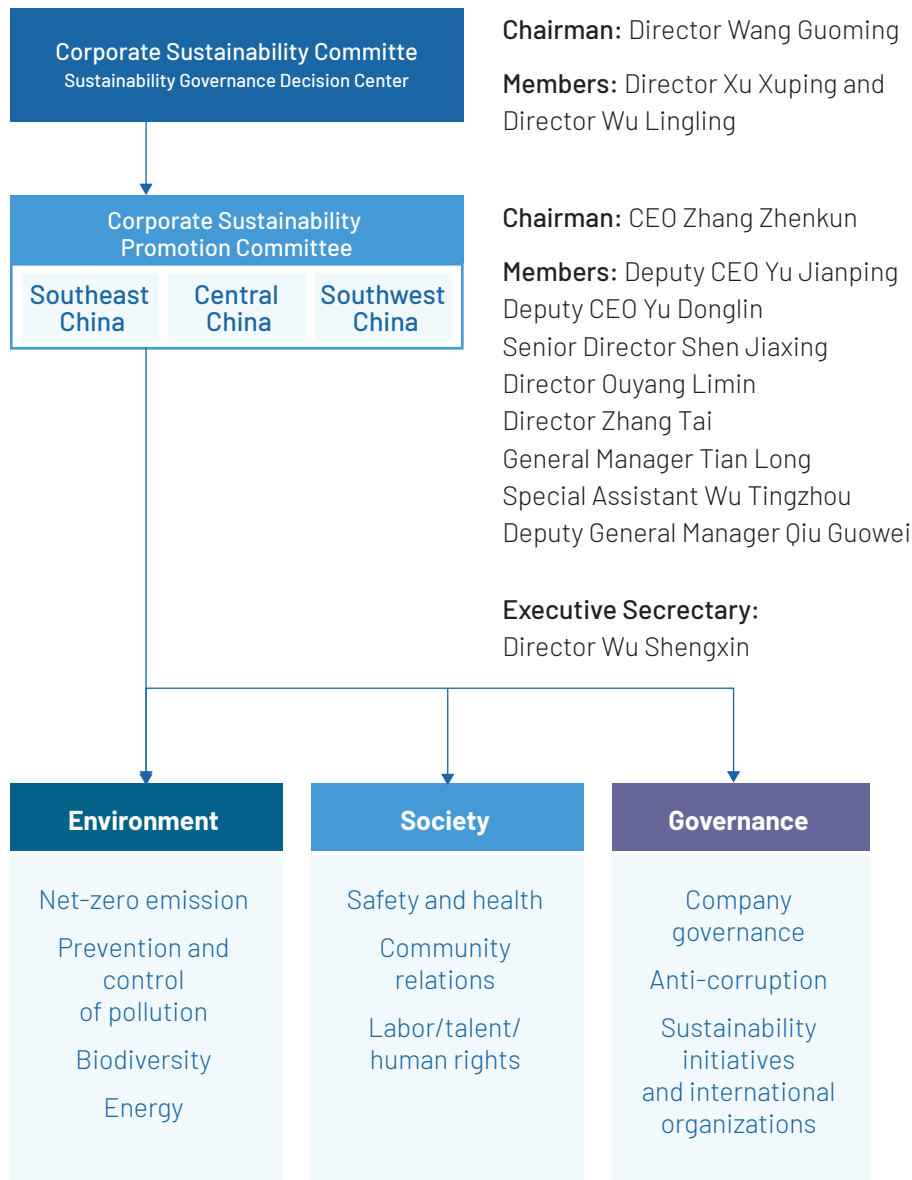 Corporate Sustainability Committe
Sustainability Governance Decision Center
Chairman: Director Wang Guoming
Members: Director Xu Xuping and
Director Wu Lingling
Corporate Sustainability
Promotion Committee
Southeast
China
Central
China
Southwest
China
Chairman: CEO Zhang Zhenkun
Members: Deputy CEO Yu Jianping
Deputy CEO Yu Donglin
Senior Director Shen Jiaxing
Director Ouyang Limin
Director Zhang Tai
General Manager Tian Long
Special Assistant Wu Tingzhou
Deputy General Manager Qiu Guowei
Executive Secrectary:
Director Wu Shengxin
Environment
Net-zero emission
Prevention and
control
of pollution
Biodiversity
Energy
Society
Safety and health
Community
relations
Labor/talent/
human rights
Governance
Company
governance
Anti-corruption
Sustainability
initiatives
and international
organizations